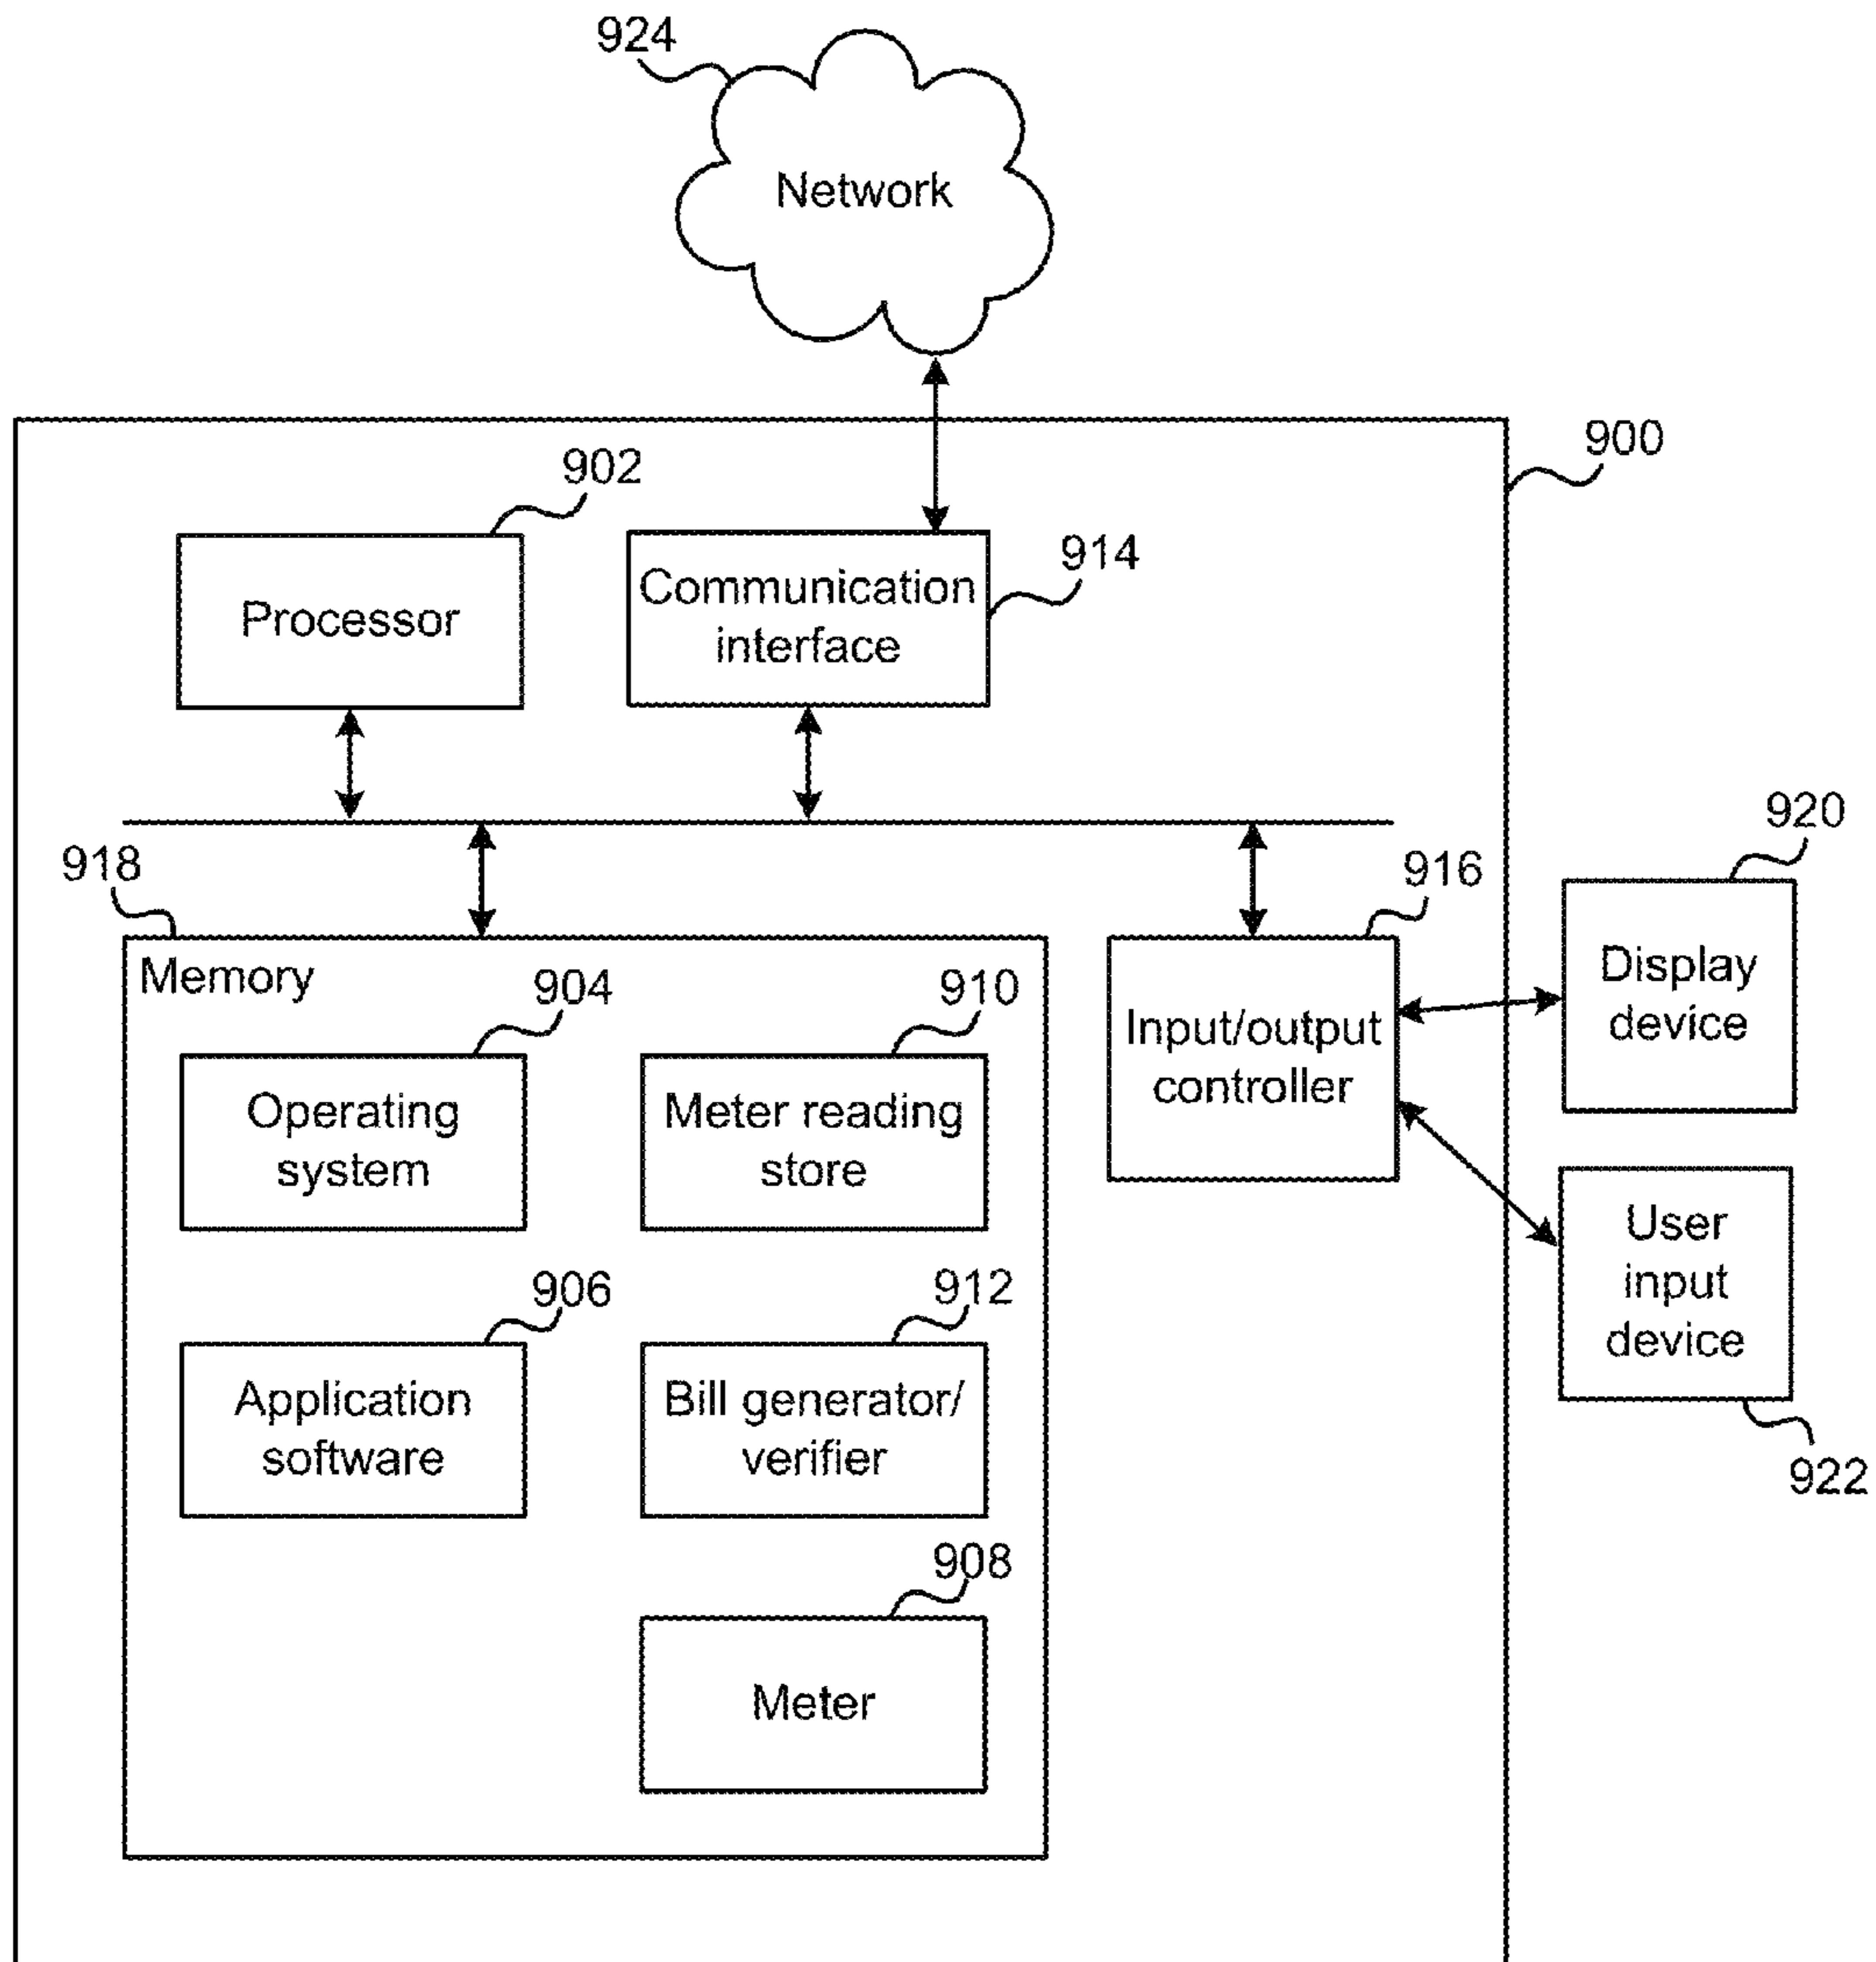 924
Network
900
902
914
Processor
Communication
interface
918
920
916
Memory
904
910
Display
device
Input/output
controller
Operating
system
Meter reading
store
User
input
device
906
912
Application
software
Bill generator/
verifier
922
908
Meter